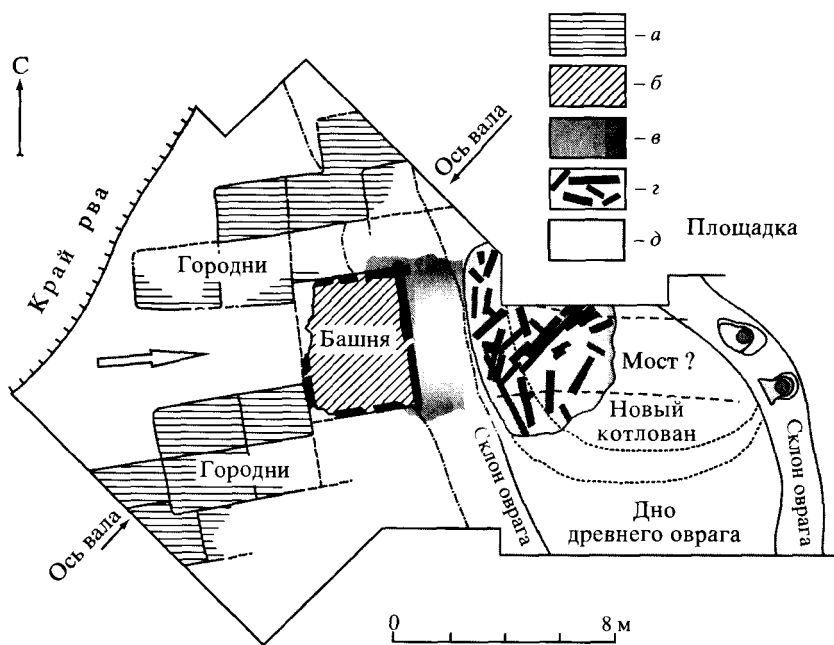 С
– а
– б
– в
– г
– д
Площадка
Ось вала
Край рва
Городни
Башня
Мост ?
Новый
котлован
Городни
Склон оврага
Склон оврага
Дно
древнего оврага
Ось вала
0
8 м